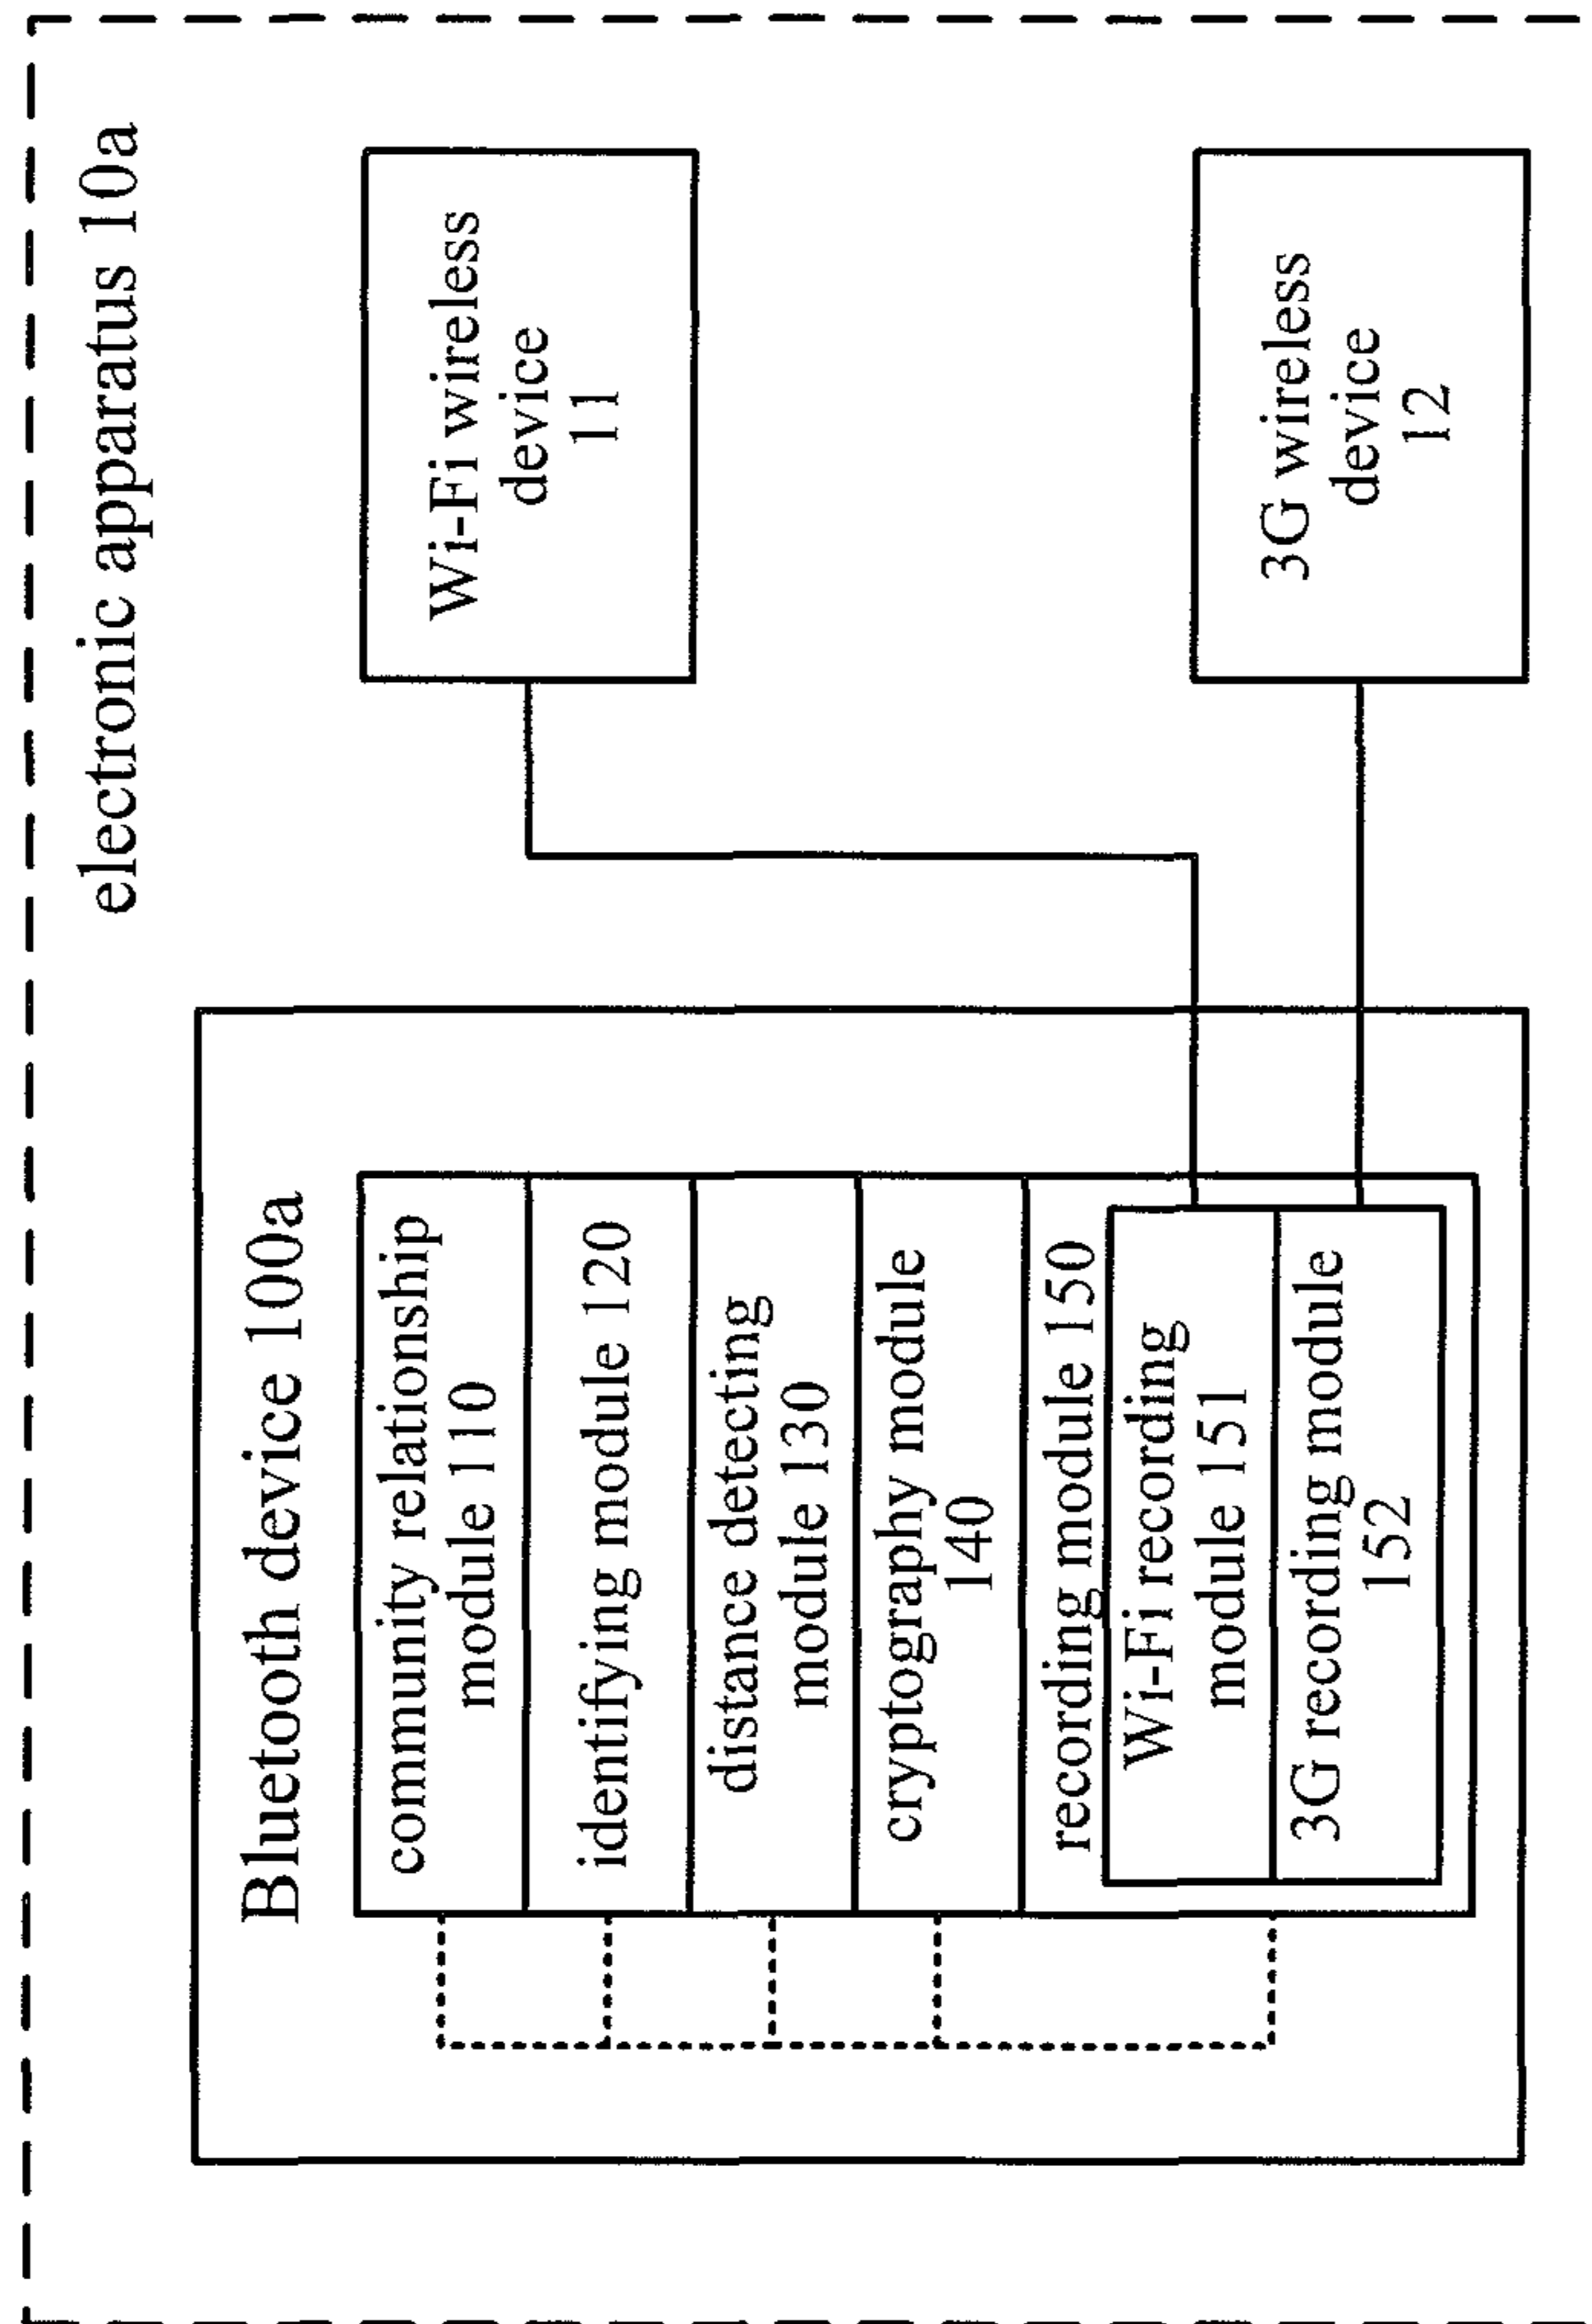 electronic apparatus 10a
Bluetooth device 100a
community relationship
module 110
identifying module 120
distance detecting
module 130
cryptography module
140
recording module 150
Wi-Fi recording
module 151
3G recording module
152
Wi-Fi wireless
device
11
3G wireless
device
12